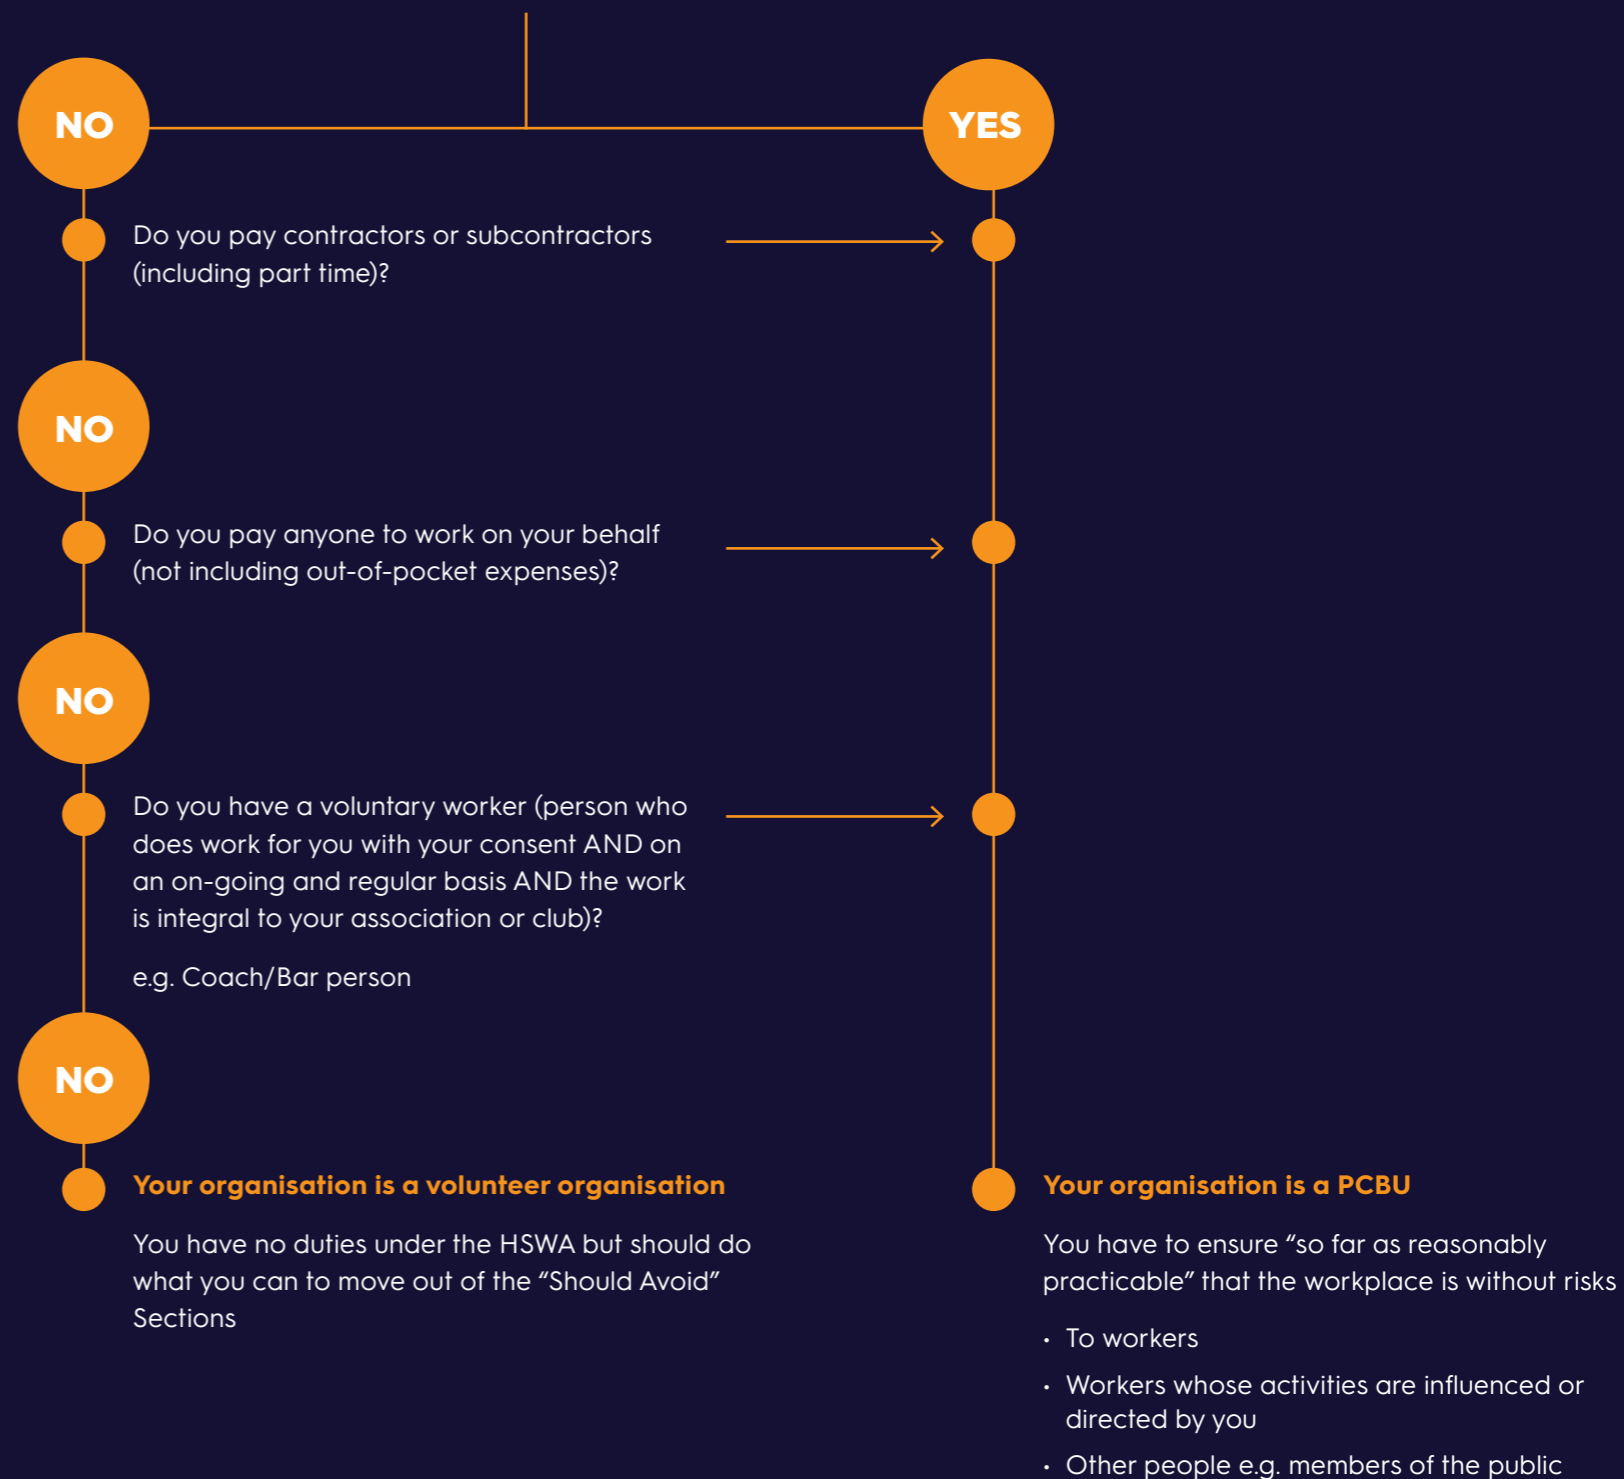 NO
YES
Do you pay contractors or subcontractors
(including part time)?
NO
Do you pay anyone to work on your behalf
(not including out-of-pocket expenses)?
NO
Do you have a voluntary worker (person who
does work for you with your consent AND on
an on-going and regular basis AND the work
is integral to your association or club)?
e.g. Coach/Bar person
NO
Your organisation is a volunteer organisation
You have no duties under the HSWA but should do
what you can to move out of the “Should Avoid”
Sections
Your organisation is a PCBU
You have to ensure “so far as reasonably
practicable” that the workplace is without risks
• To workers
• Workers whose activities are influenced or
directed by you
• Other people e.g. members of the public